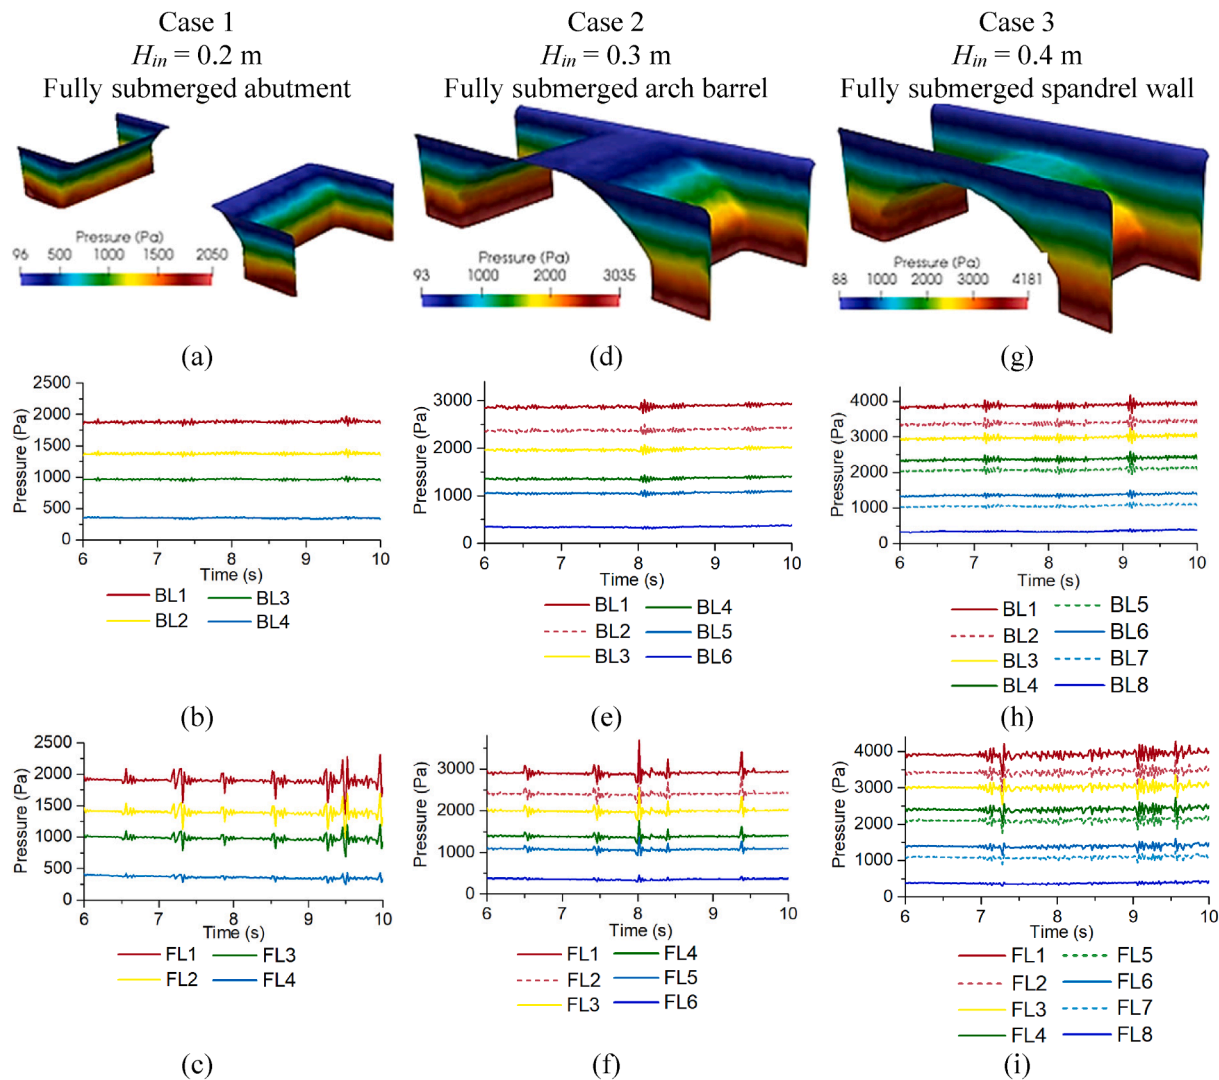 Case 1
H_in = 0.2 m
Fully submerged abutment
Case 2
H_in = 0.3 m
Fully submerged arch barrel
Case 3
H_in = 0.4 m
Fully submerged spandrel wall
Pressure (Pa)
96 500 1000 1500 2050
Pressure (Pa)
93 1000 2000 3035
Pressure (Pa)
88 1000 2000 3000 4181
(a)
(d)
(g)
Pressure (Pa)
2500
2000
1500
1000
500
0
6 7 8 9 10
Time (s)
BL1 BL3
BL2 BL4
(b)
Pressure (Pa)
3000
2000
1000
0
6 7 8 9 10
Time (s)
BL1 BL4
BL2 BL5
BL3 BL6
(e)
Pressure (Pa)
4000
3000
2000
1000
0
6 7 8 9 10
Time (s)
BL1 BL5
BL2 BL6
BL3 BL7
BL4 BL8
(h)
Pressure (Pa)
2500
2000
1500
1000
500
0
6 7 8 9 10
Time (s)
FL1 FL3
FL2 FL4
(c)
Pressure (Pa)
3000
2000
1000
0
6 7 8 9 10
Time (s)
FL1 FL4
FL2 FL5
FL3 FL6
(f)
Pressure (Pa)
4000
3000
2000
1000
0
6 7 8 9 10
Time (s)
FL1 FL5
FL2 FL6
FL3 FL7
FL4 FL8
(i)